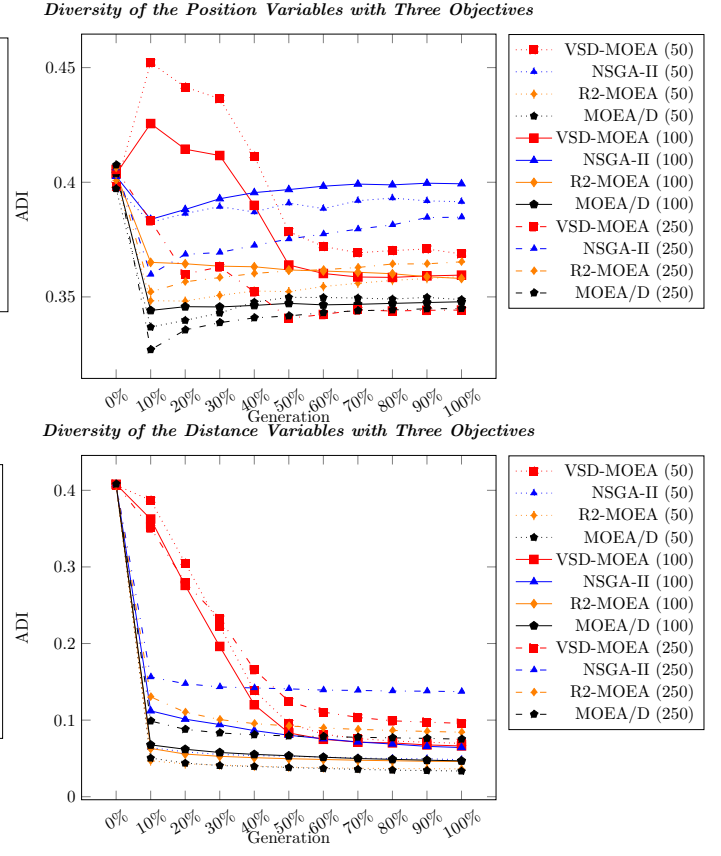 Diversity of the Position Variables with Three Objectives
0.45
0.4
0.35
ADI
0% 10% 20% 30% 40% 50% 60% 70% 80% 90% 100%
Generation
VSD-MOEA (50)
NSGA-II (50)
R2-MOEA (50)
MOEA/D (50)
VSD-MOEA (100)
NSGA-II (100)
R2-MOEA (100)
MOEA/D (100)
VSD-MOEA (250)
NSGA-II (250)
R2-MOEA (250)
MOEA/D (250)
Diversity of the Distance Variables with Three Objectives
0.4
0.3
0.2
0.1
0
ADI
0% 10% 20% 30% 40% 50% 60% 70% 80% 90% 100%
Generation
VSD-MOEA (50)
NSGA-II (50)
R2-MOEA (50)
MOEA/D (50)
VSD-MOEA (100)
NSGA-II (100)
R2-MOEA (100)
MOEA/D (100)
VSD-MOEA (250)
NSGA-II (250)
R2-MOEA (250)
MOEA/D (250)